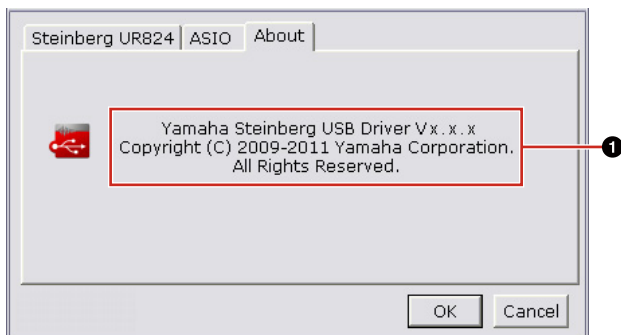 Steinberg UR824 ASIO About
Yamaha Steinberg USB Driver Vx.x.x
Copyright (C) 2009-2011 Yamaha Corporation.
All Rights Reserved.
1
OK Cancel